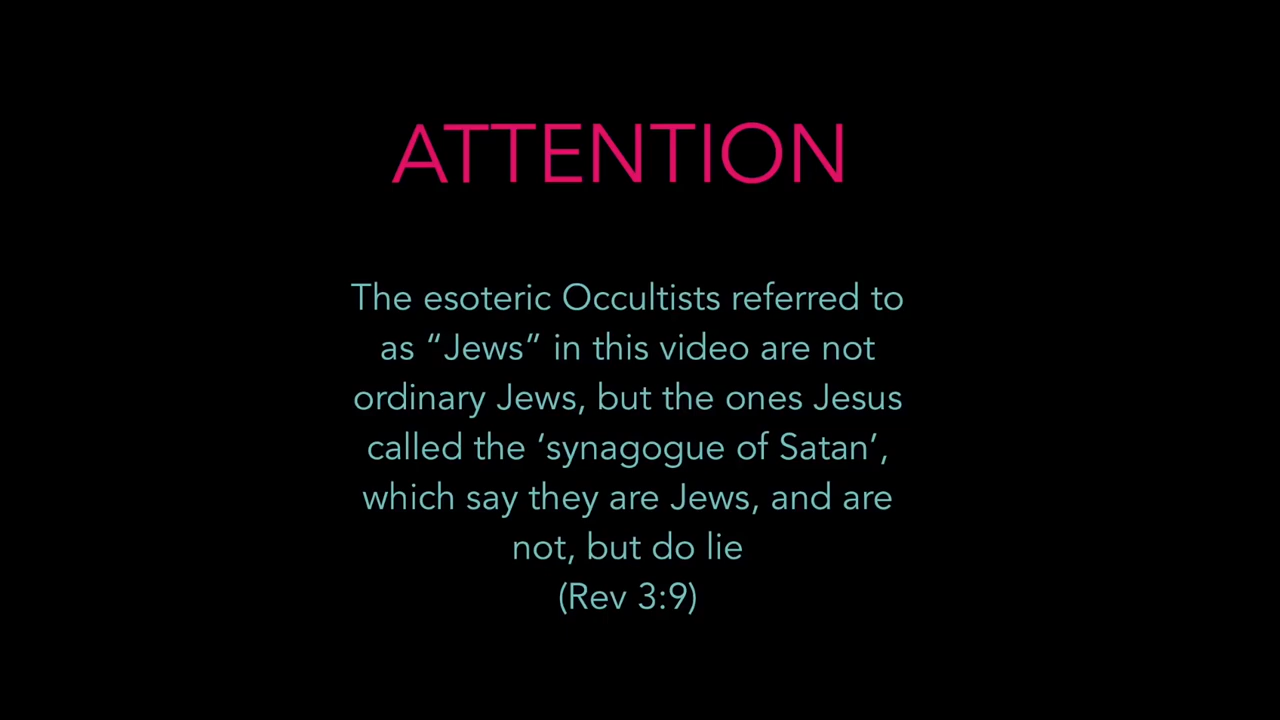 ATTENTION
The esoteric Occultists referred to
as “Jews” in this video are not
ordinary Jews, but the ones Jesus
called the ‘synagogue of Satan’,
which say they are Jews, and are
not, but do lie
(Rev 3:9)